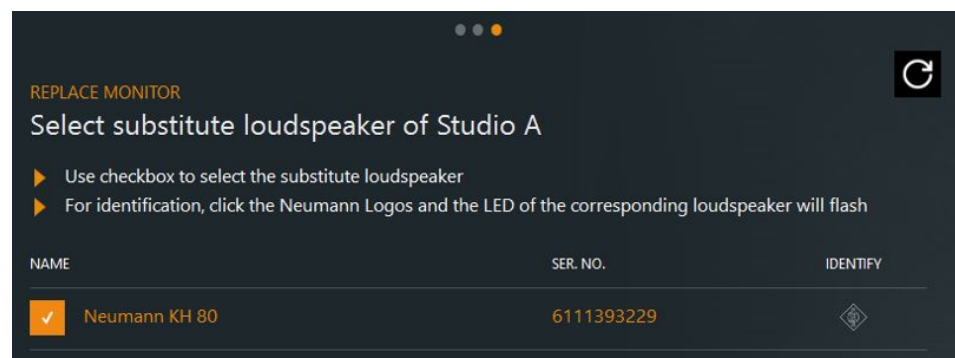 REPLACE MONITOR
Select substitute loudspeaker of Studio A
Use checkbox to select the substitute loudspeaker
For identification, click the Neumann Logos and the LED of the corresponding loudspeaker will flash
NAME SER. NO. IDENTIFY
Neumann KH 80 6111393229